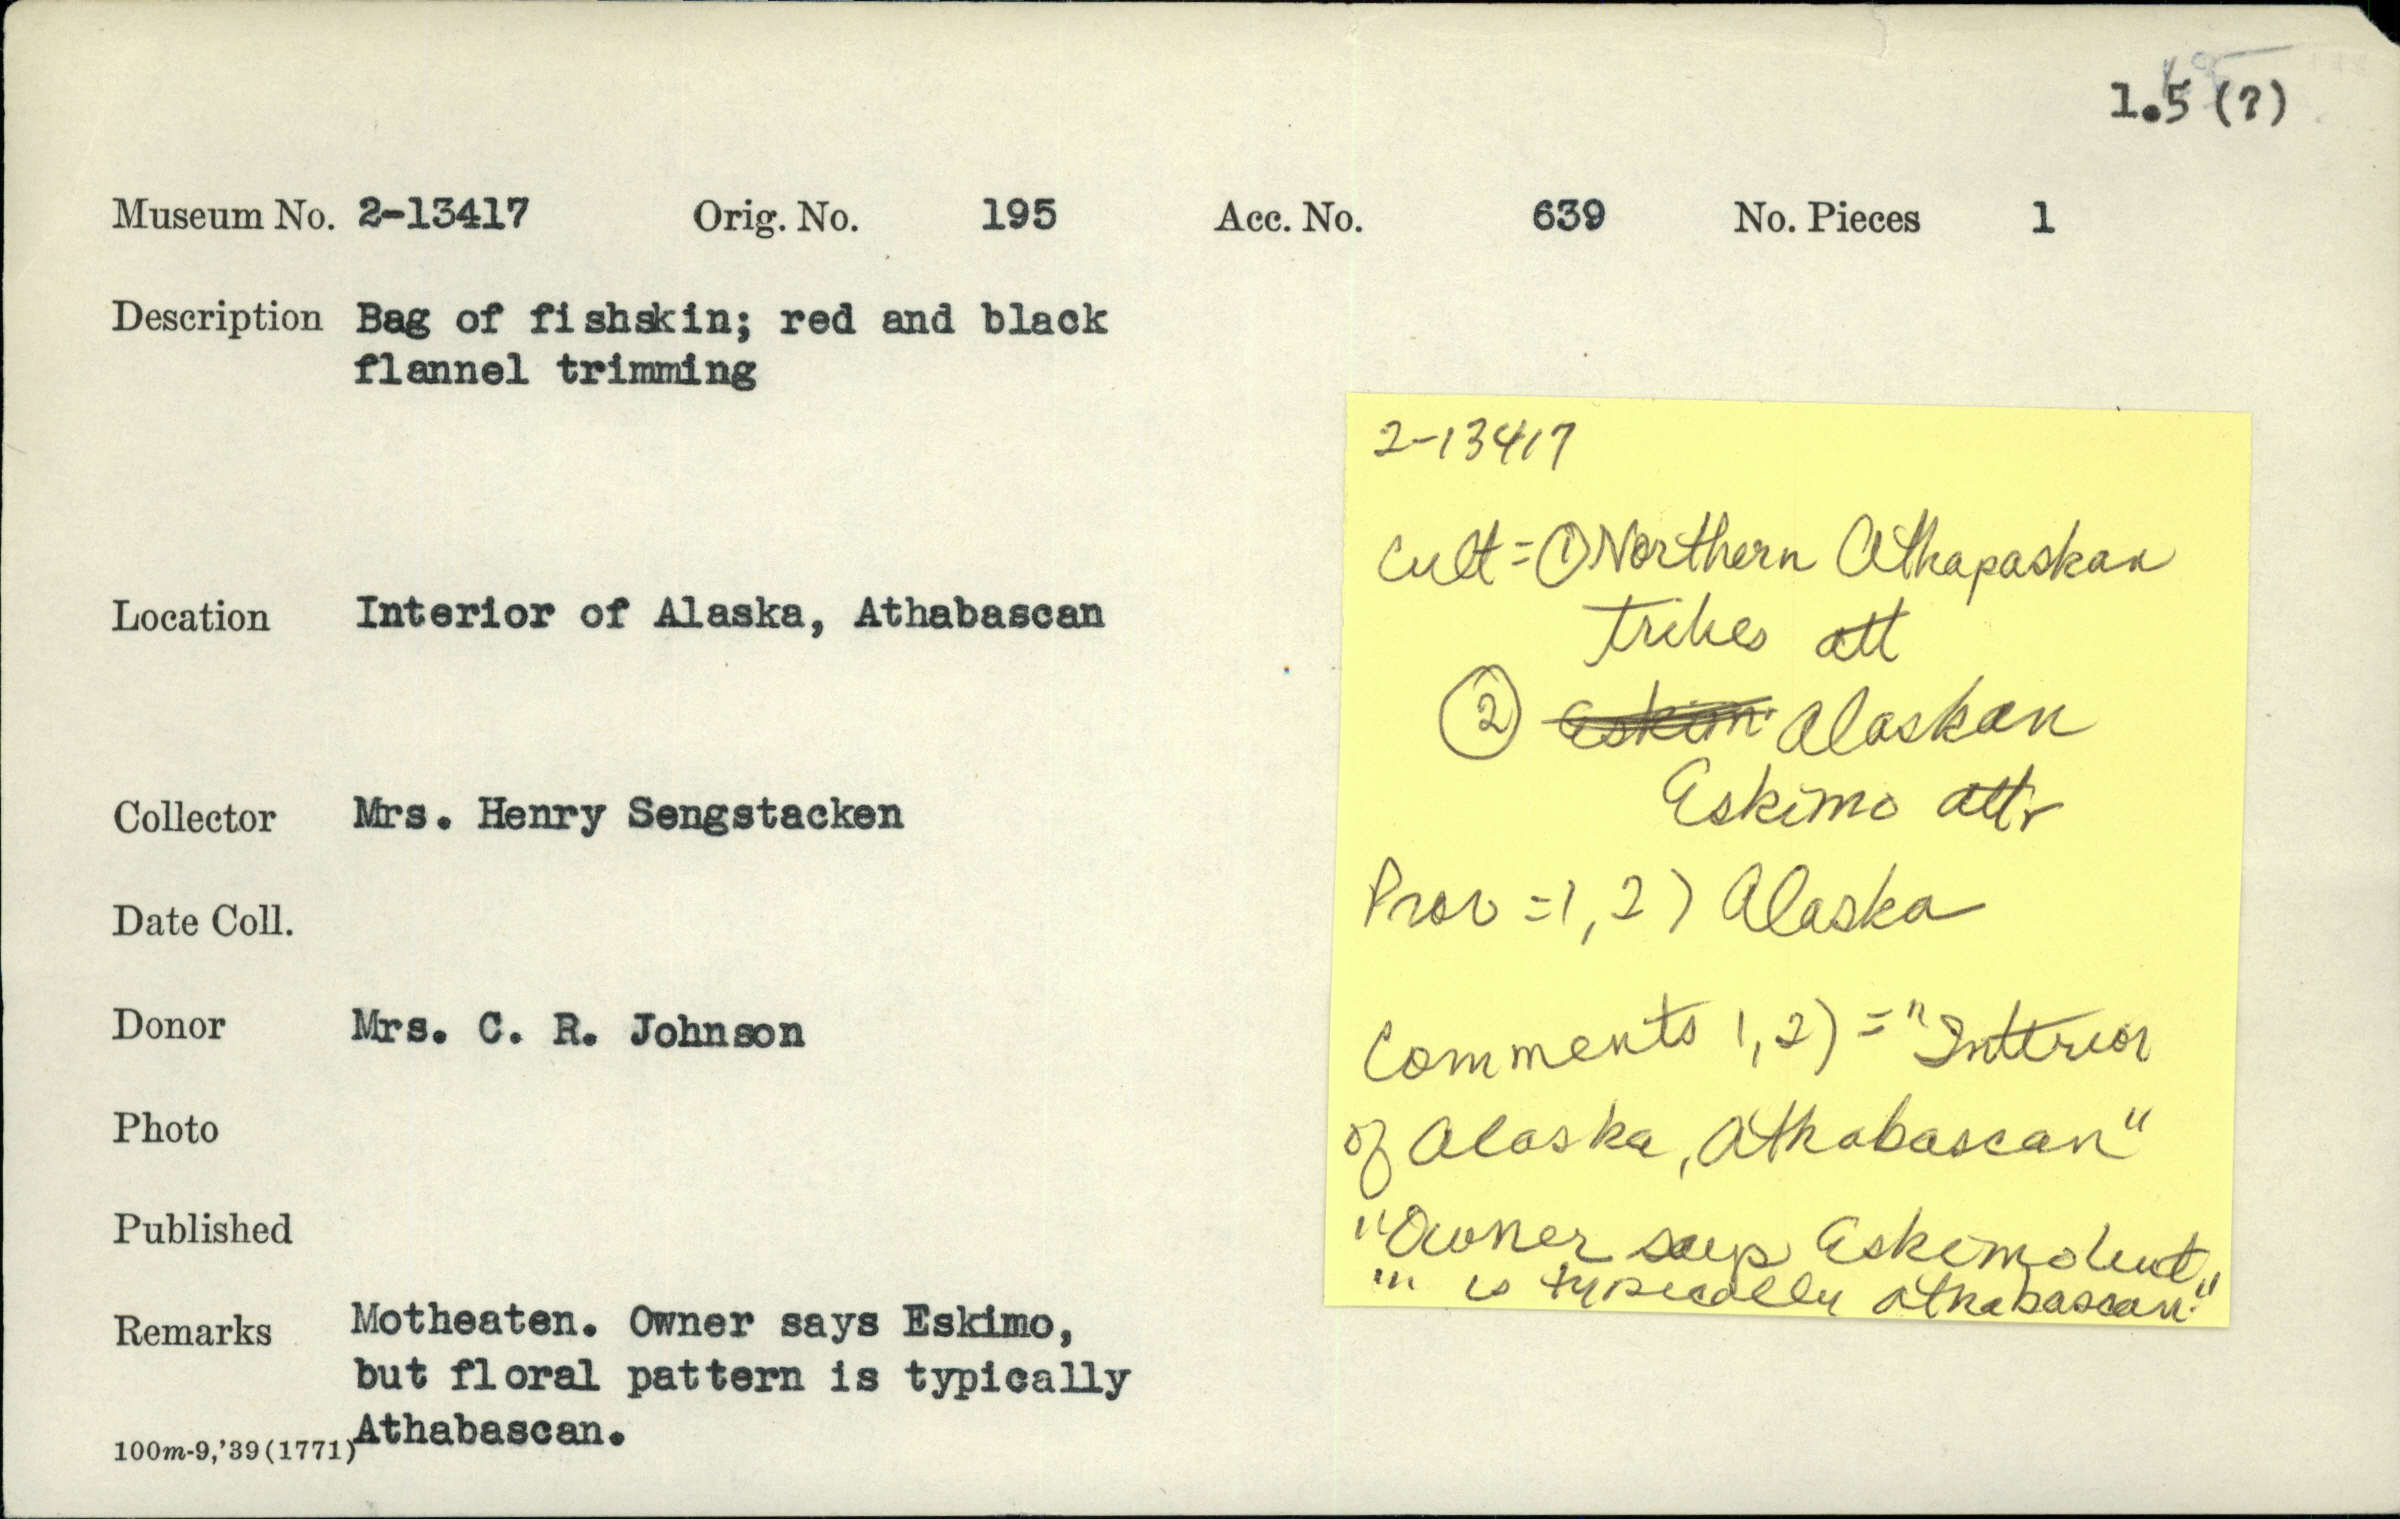 1.5 (?)
Museum No. 2-13417 Orig. No. 195 Acc. No. 639 No. Pieces 1
Description Bag of fishskin; red and black
flannel trimming
Location Interior of Alaska, Athabascan
Collector Mrs. Henry Sengstacken
Date Coll.
Donor Mrs. C. R. Johnson
Photo
Published
Remarks Motheaten. Owner says Eskimo,
but floral pattern is typically
Athabascan.
100m-9,'39(1771)
2-13417
Cult = ① Northern Athapaskan
tribes att
② Eskim Alaskan
Eskimo attr
Prov = 1, 2) Alaska
Comments 1, 2) = "Interior
of Alaska, Athabascan"
"Owner says Eskimo but
"" is typically athabascan."